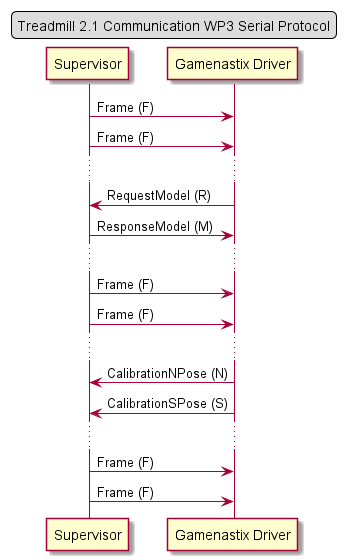 Treadmill 2.1 Communication WP3 Serial Protocol
Supervisor
Gamenastix Driver
Frame (F)
Frame (F)
RequestModel (R)
ResponseModel (M)
Frame (F)
Frame (F)
CalibrationNPose (N)
CalibrationSPose (S)
Frame (F)
Frame (F)
Supervisor
Gamenastix Driver